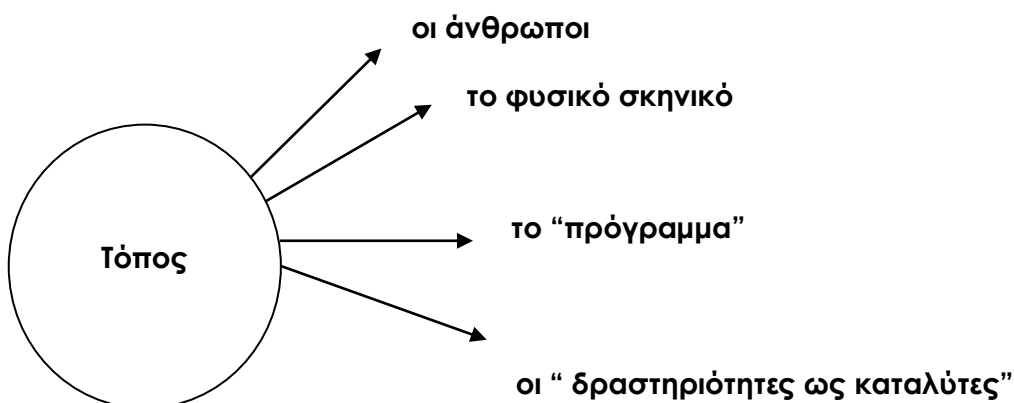 οι άνθρωποι
το φυσικό σκηνικό
το “πρόγραμμα”
Τόπος
οι “ δραστηριότητες ως καταλύτες”